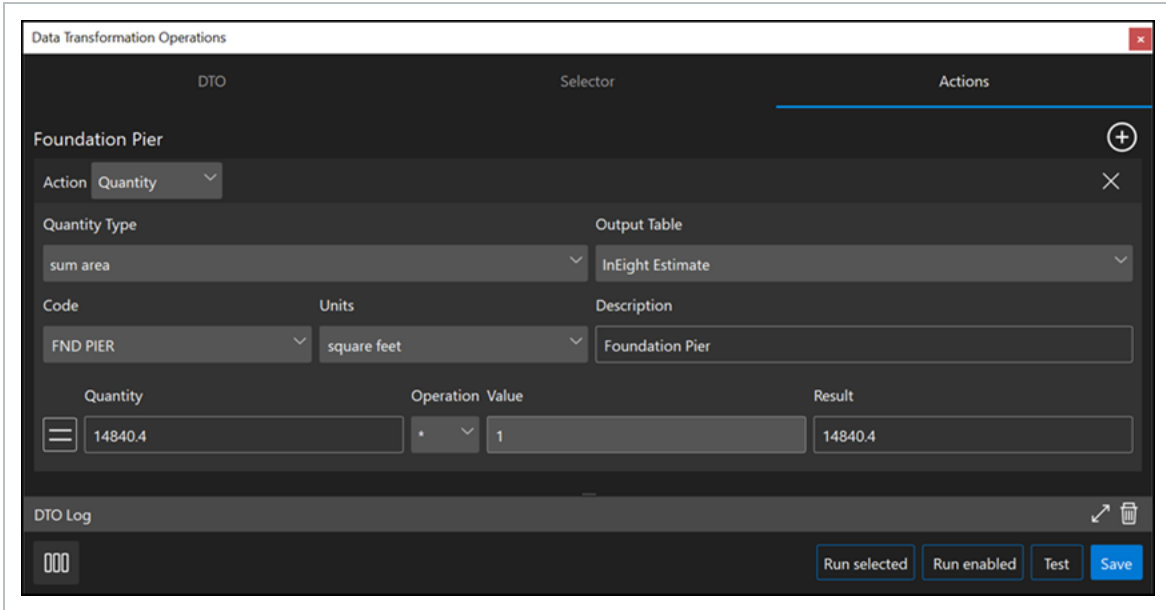 Data Transformation Operations
DTO Selector Actions
Foundation Pier
Action Quantity
Quantity Type Output Table
sum area InEight Estimate
Code Units Description
FND PIER square feet Foundation Pier
Quantity Operation Value Result
14840.4 * 1 14840.4
DTO Log
Run selected Run enabled Test Save